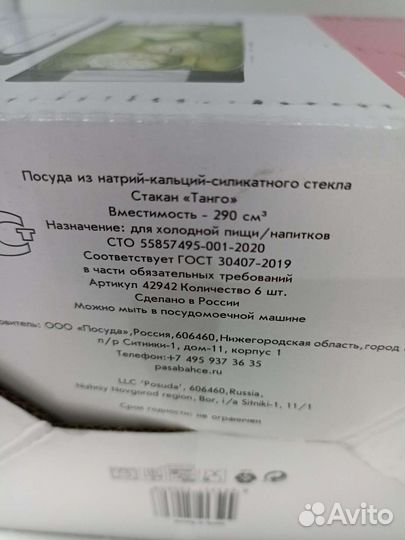 Посуда из натрий-кальций-силикатного стекла
Стакан «Танго»
Вместимость - 290 см³
Назначение: для холодной пищи/напитков
СТО 55857495-001-2020
Соответствует ГОСТ 30407-2019
в части обязательных требований
Артикул 42942 Количество 6 шт.
Сделано в России
Можно мыть в посудомоечной машине
овитель: ООО «Посуда»,Россия,606460,Нижегородская область,город
п/р Ситники-1, дом-11, корпус 1
Телефон:+7 495 937 36 35
pasabahce.ru
LLC "Posuda", 606460,Russia,
Nizhniy Novgorod region, Bor, i/a Sitniki-1, 11/1
Срок годности: не ограничен
Avito